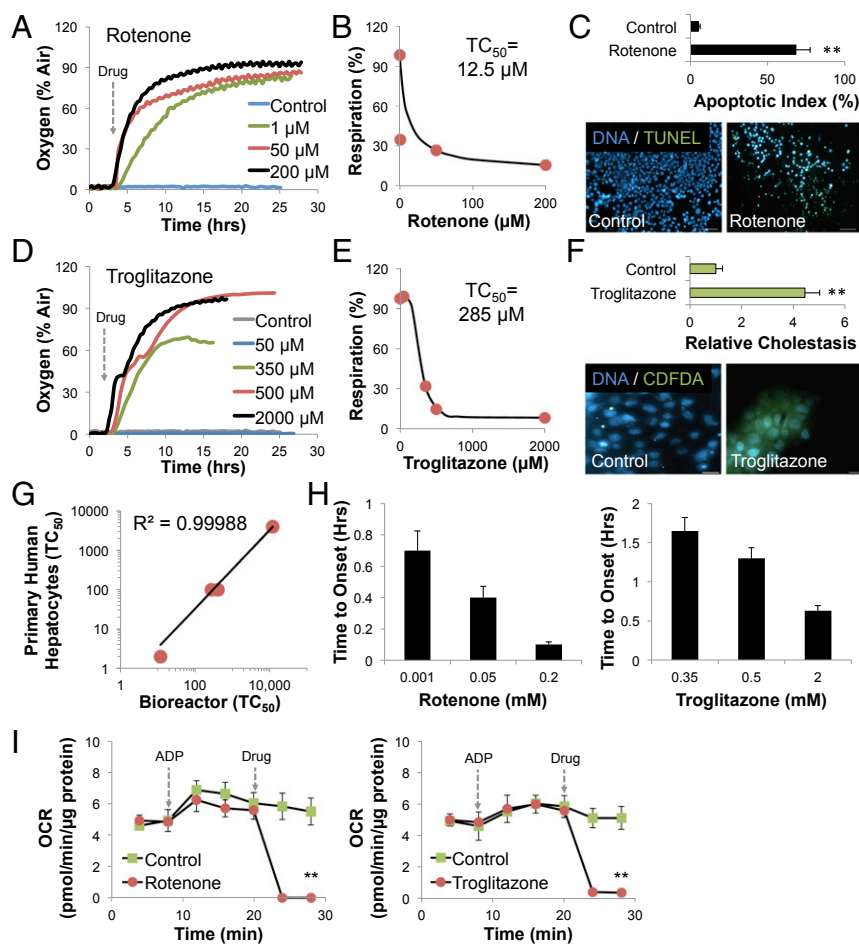 A
Rotenone
Oxygen (% Air)
120
90
60
30
0
Drug
Control
1 µM
50 µM
200 µM
0 5 10 15 20 25 30
Time (hrs)
B
Respiration (%)
120
90
60
30
0
TC50=
12.5 µM
0 100 200
Rotenone (µM)
C
Control
Rotenone
**
0 50 100
Apoptotic Index (%)
DNA / TUNEL
Control
Rotenone
D
Troglitazone
Oxygen (% Air)
120
90
60
30
0
Drug
Control
50 µM
350 µM
500 µM
2000 µM
0 5 10 15 20 25 30
Time (hrs)
E
Respiration (%)
120
90
60
30
0
TC50=
285 µM
0 1000 2000
Troglitazone (µM)
F
Control
Troglitazone
**
0 2 4 6
Relative Cholestasis
DNA / CDFDA
Control
Troglitazone
G
Primary Human
Hepatocytes (TC50)
10000
1000
100
10
1
R² = 0.99988
1 100 10,000
Bioreactor (TC50)
H
Time to Onset (Hrs)
1
0.8
0.6
0.4
0.2
0
0.001 0.05 0.2
Rotenone (mM)
Time to Onset (Hrs)
2
1.5
1
0.5
0
0.35 0.5 2
Troglitazone (mM)
I
OCR
(pmol/min/µg protein)
10
8
6
4
2
0
ADP
Drug
Control
Rotenone
**
0 10 20 30
Time (min)
OCR
(pmol/min/µg protein)
10
8
6
4
2
0
ADP
Drug
Control
Troglitazone
**
0 10 20 30
Time (min)